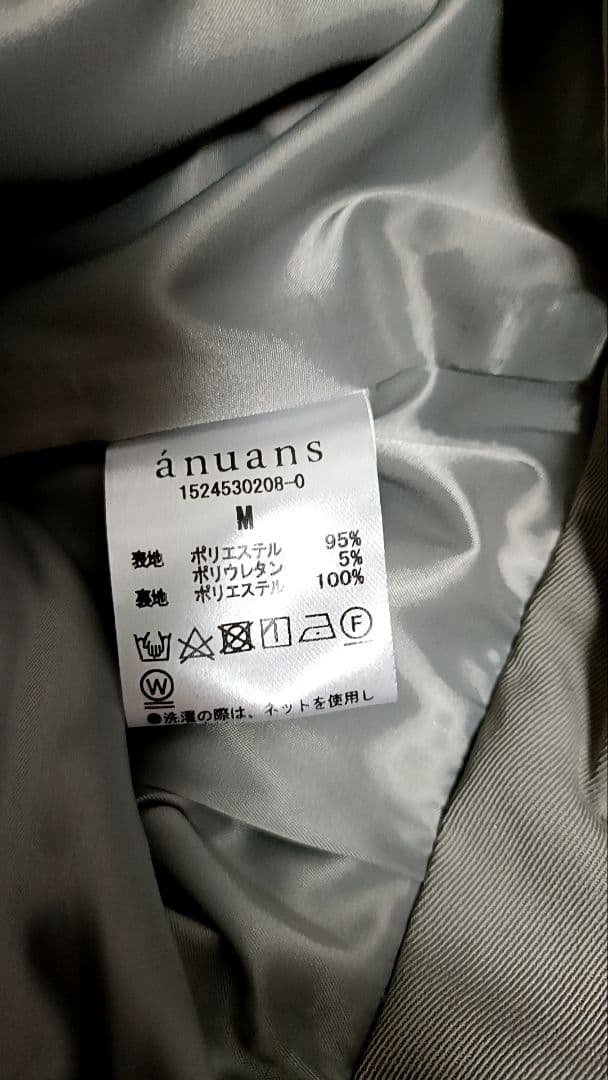 ánuans
1524530208-0
M
表地 ポリエステル 95%
ポリウレタン 5%
裏地 ポリエステル 100%
F
W
●洗濯の際は、ネットを使用し